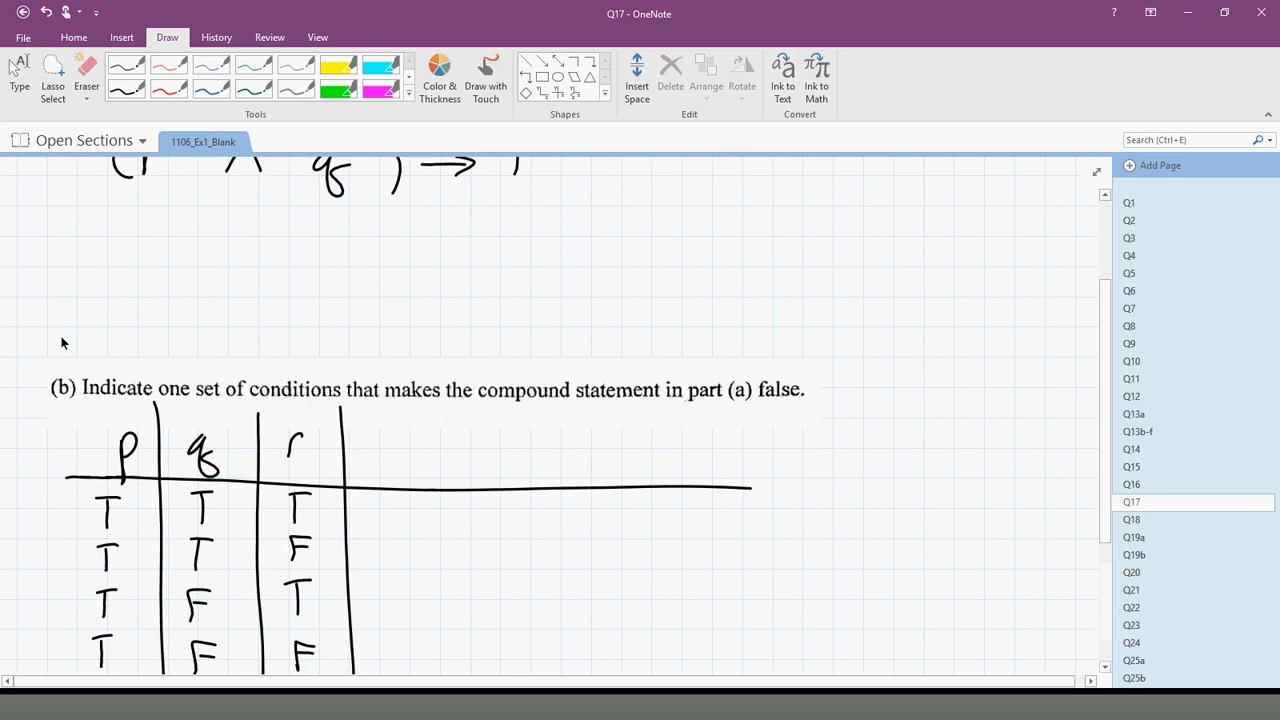 Q17 - OneNote
File Home Insert Draw History Review View
Type
Lasso Select
Eraser
Color & Thickness
Draw with Touch
Insert Space
Delete
Arrange
Rotate
Ink to Text
Ink to Math
Tools
Shapes
Edit
Convert
Open Sections
1106_Ex1_Blank
Search (Ctrl+E)
Add Page
∧ q ) →
(b) Indicate one set of conditions that makes the compound statement in part (a) false.
p q r
T T T
T T F
T F T
T F F
Q1
Q2
Q3
Q4
Q5
Q6
Q7
Q8
Q9
Q10
Q11
Q12
Q13a
Q13b-f
Q14
Q15
Q16
Q17
Q18
Q19a
Q19b
Q20
Q21
Q22
Q23
Q24
Q25a
Q25b